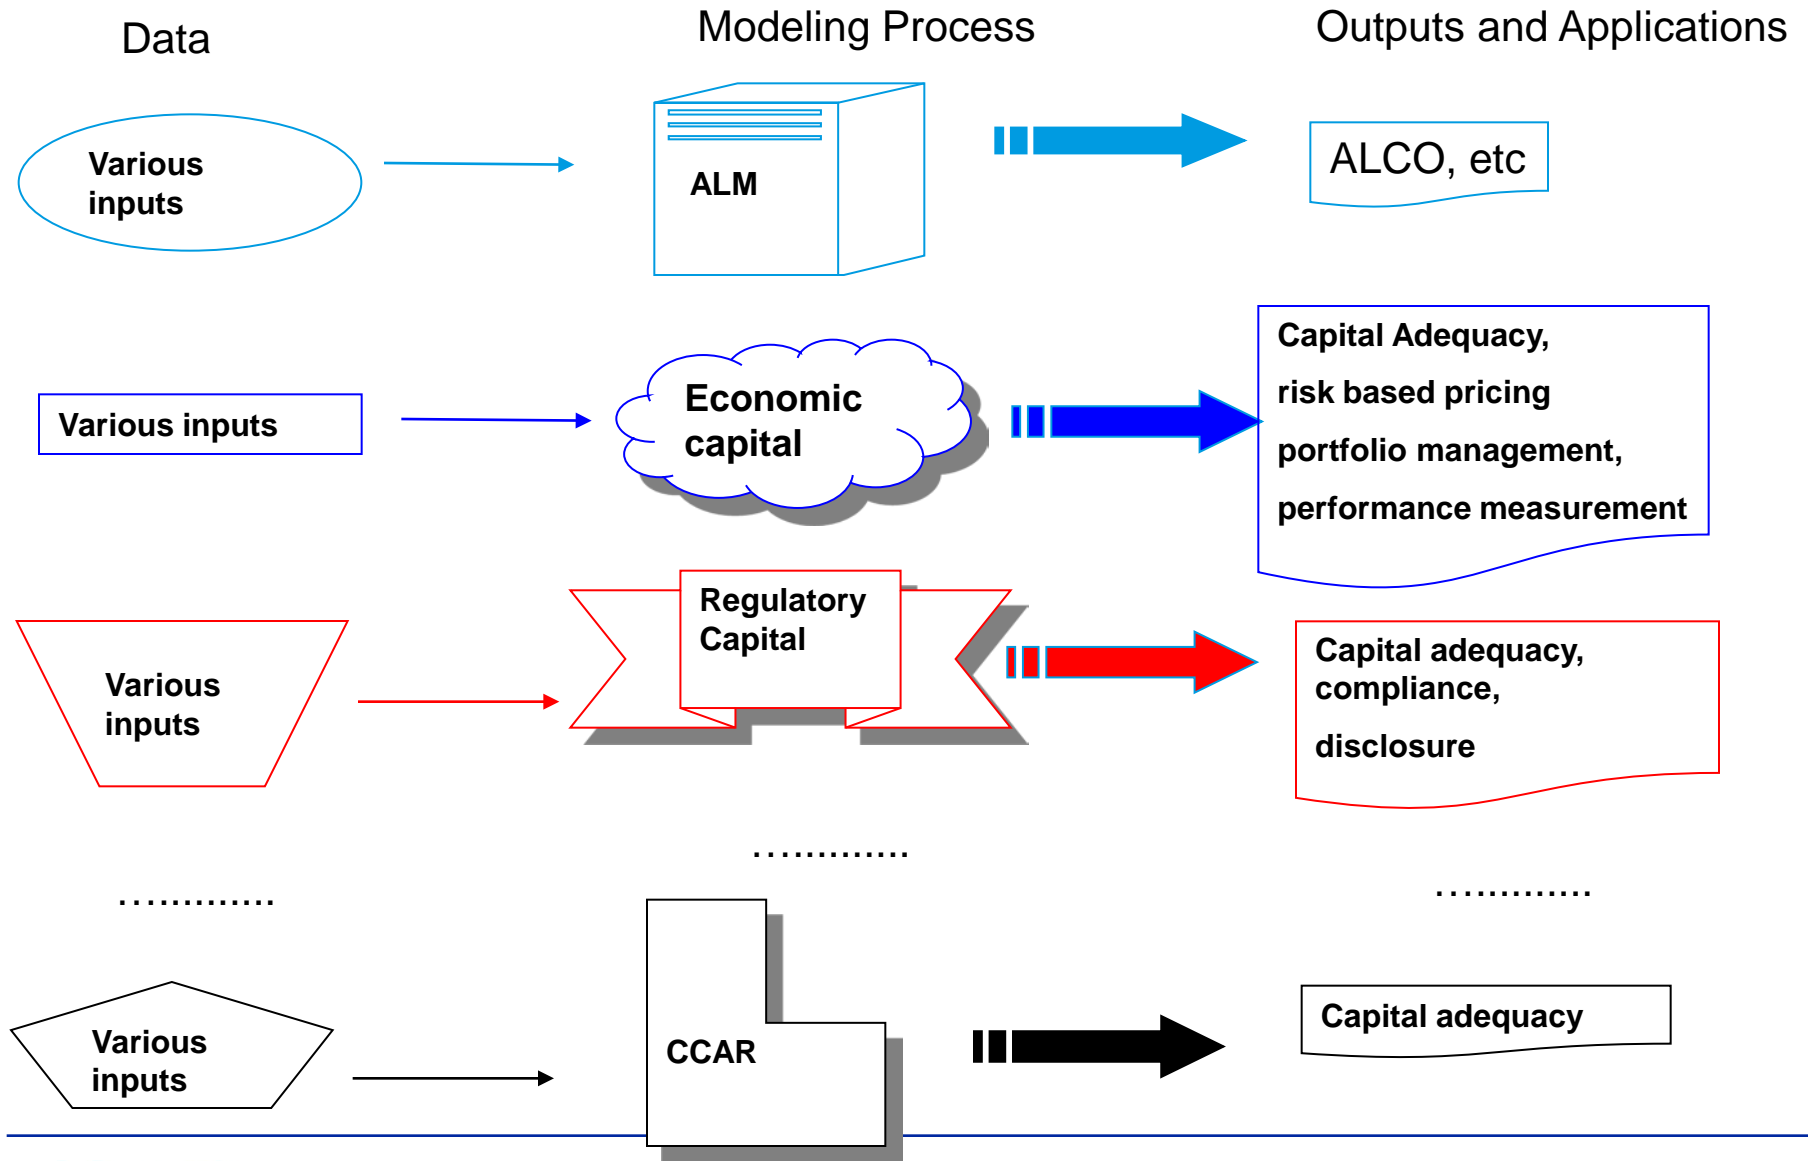 Data
Modeling Process
Outputs and Applications
Various
inputs
ALM
ALCO, etc
Various inputs
Economic
capital
Capital Adequacy,
risk based pricing
portfolio management,
performance measurement
Various
inputs
Regulatory
Capital
Capital adequacy,
compliance,
disclosure
.............
.............
.............
Various
inputs
CCAR
Capital adequacy